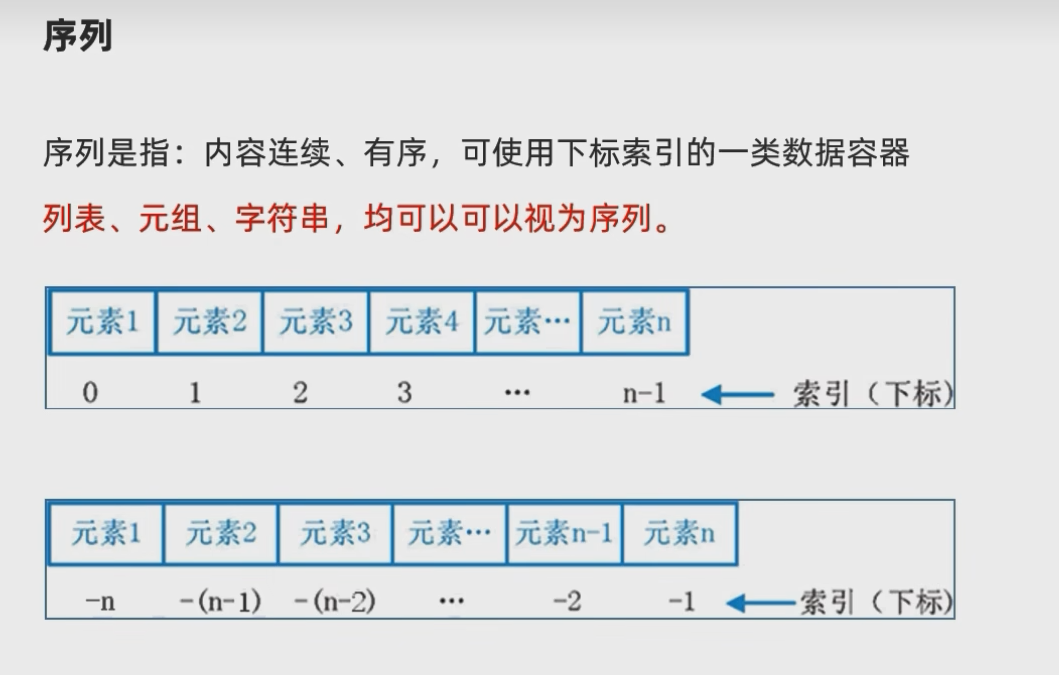 序列
序列是指：内容连续、有序，可使用下标索引的一类数据容器
列表、元组、字符串，均可以可以视为序列。
元素1 元素2 元素3 元素4 元素… 元素n
0 1 2 3 … n-1 索引（下标）
元素1 元素2 元素3 元素… 元素n-1 元素n
-n -(n-1) -(n-2) … -2 -1 索引（下标）